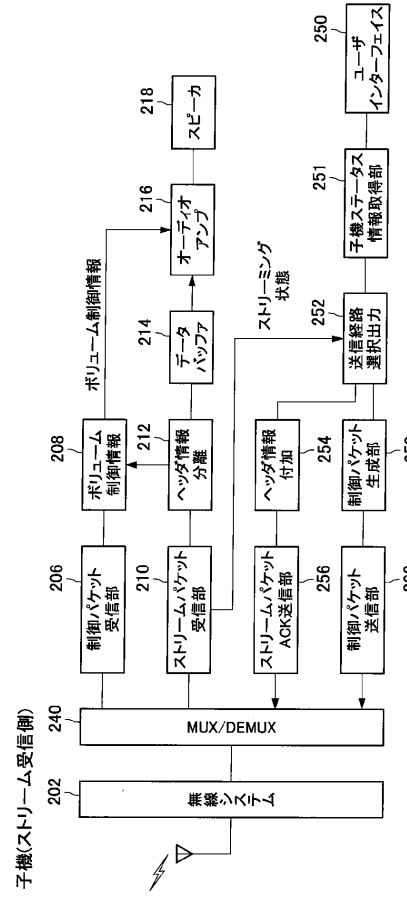 子機(ストリーム受信側)
202
無線システム
240
MUX/DEMUX
206
制御パケット
受信部
208
ボリューム
制御情報
ボリューム制御情報
210
ストリームパケット
受信部
212
ヘッダ情報
分離
214
データ
バッファ
216
オーディオ
アンプ
218
スピーカ
ストリーミング
状態
256
ストリームパケット
ACK送信部
254
ヘッダ情報
付加
252
送信経路
選択出力
251
子機ステータス
情報取得部
250
ユーザ
インターフェイス
制御パケット
送信部
制御パケット
生成部